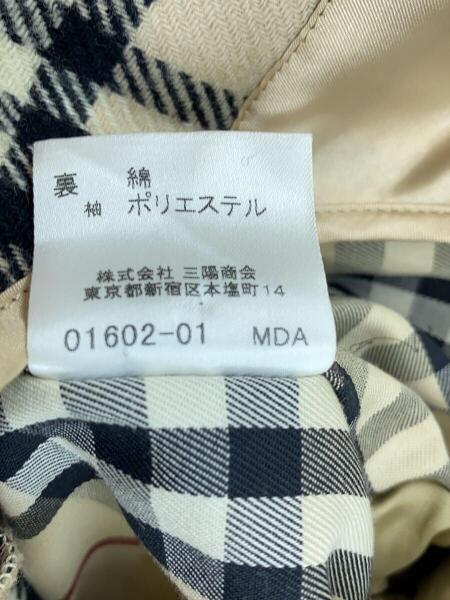 裏 綿
袖 ポリエステル
株式会社 三陽商会
東京都新宿区本塩町14
01602-01 MDA